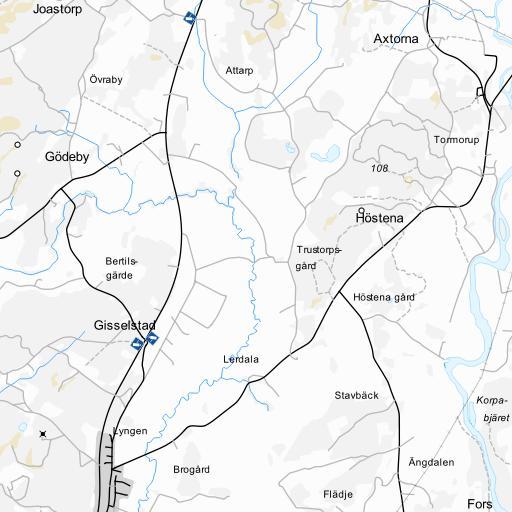 Joastorp
Axtorna
Övraby
Attarp
Tormorup
Gödeby
108
Höstena
Trustorps-
gård
Bertils-
gärde
Höstena gård
Gisselstad
Lerdala
Stavbäck
Korpa-
bjäret
Lyngen
Brogård
Ängdalen
Flädje
Fors